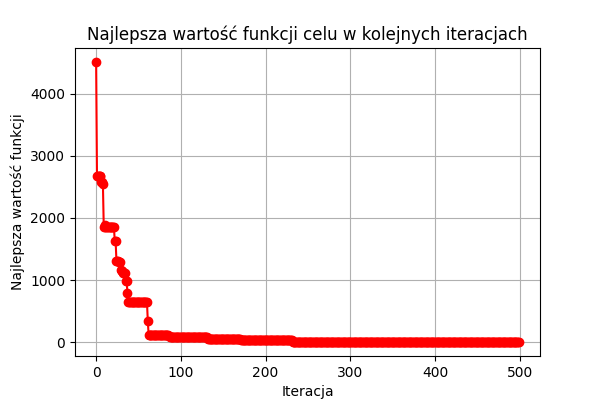 Najlepsza wartość funkcji celu w kolejnych iteracjach
Najlepsza wartość funkcji
4000
3000
2000
1000
0
0 100 200 300 400 500
Iteracja